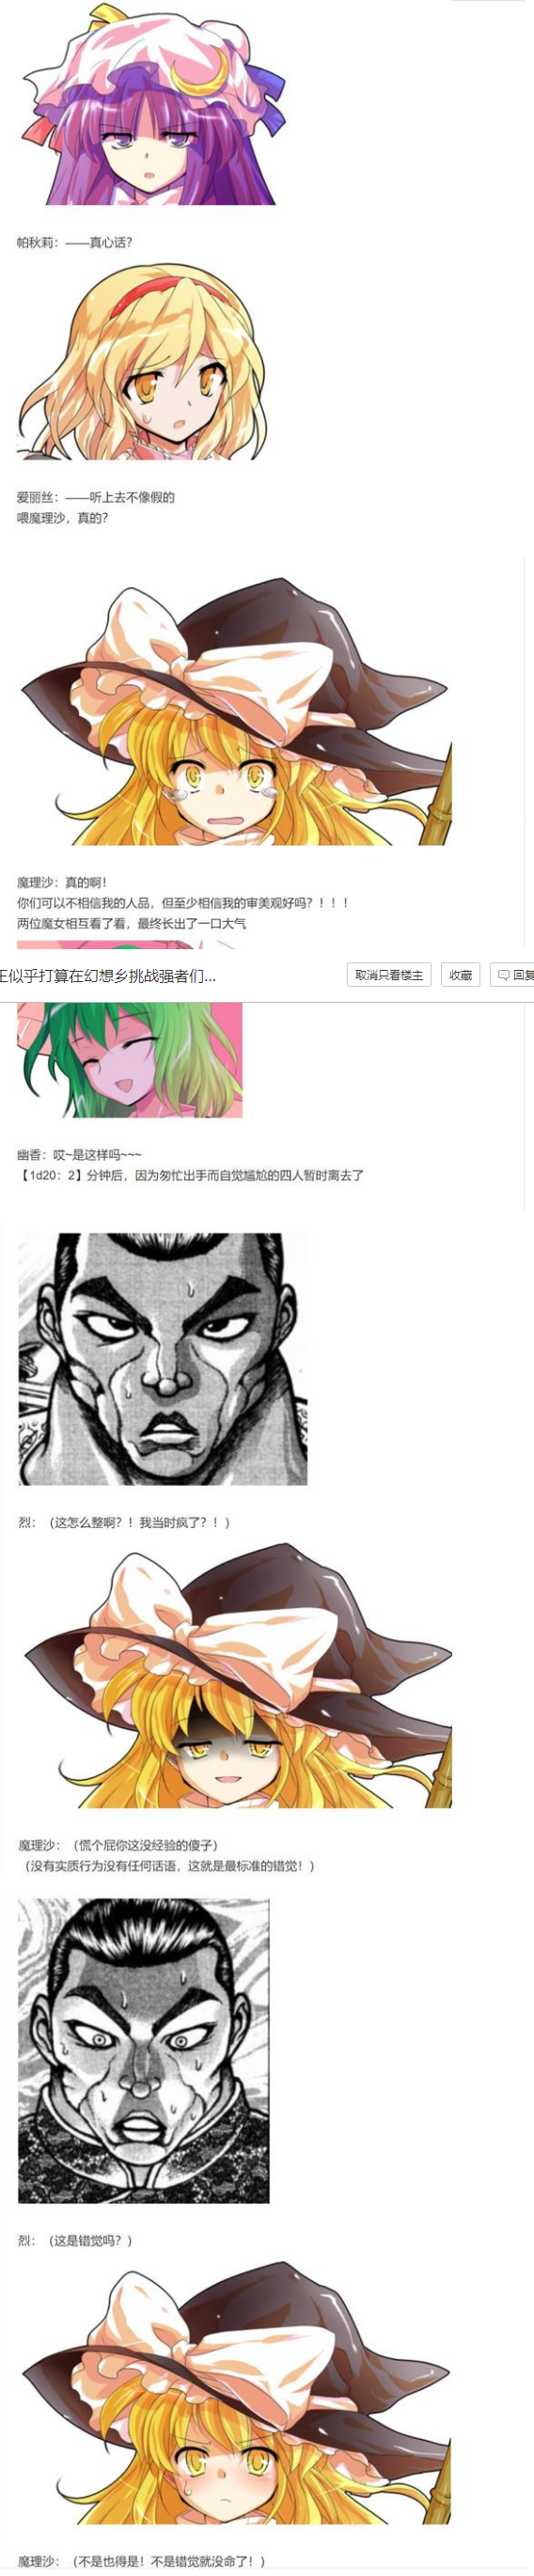 帕秋莉：——真心话？
爱丽丝：——听上去不像假的
喂魔理沙，真的？
魔理沙：真的啊！
你们可以不相信我的人品，但至少相信我的审美观好吗？！！！
两位魔女相互看了看，最终长出了一口大气
王似乎打算在幻想乡挑战强者们...
取消只看楼主
收藏
回复
幽香：哎~是这样吗~~~
【1d20：2】分钟后，因为匆忙出手而自觉尴尬的四人暂时离去了
烈：（这怎么整啊？！我当时疯了？！）
魔理沙：（慌个屁你这没经验的傻子）
（没有实质行为没有任何话语，这就是最标准的错觉！）
烈：（这是错觉吗？）
魔理沙：（不是也得是！不是错觉就没命了！）